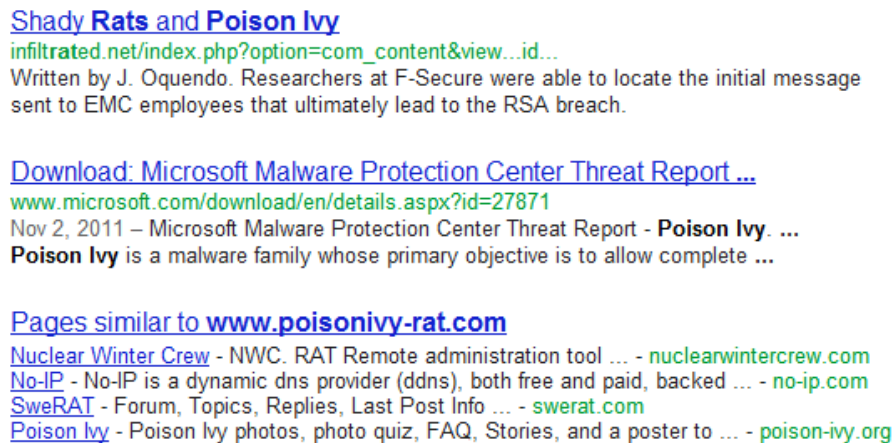 Shady Rats and Poison Ivy
infiltrated.net/index.php?option=com_content&view...id...
Written by J. Oquendo. Researchers at F-Secure were able to locate the initial message
sent to EMC employees that ultimately lead to the RSA breach.
Download: Microsoft Malware Protection Center Threat Report ...
www.microsoft.com/download/en/details.aspx?id=27871
Nov 2, 2011 – Microsoft Malware Protection Center Threat Report - Poison Ivy. ...
Poison Ivy is a malware family whose primary objective is to allow complete ...
Pages similar to www.poisonivy-rat.com
Nuclear Winter Crew - NWC. RAT Remote administration tool ... - nuclearwintercrew.com
No-IP - No-IP is a dynamic dns provider (ddns), both free and paid, backed ... - no-ip.com
SweRAT - Forum, Topics, Replies, Last Post Info ... - swerat.com
Poison Ivy - Poison Ivy photos, photo quiz, FAQ, Stories, and a poster to ... - poison-ivy.org